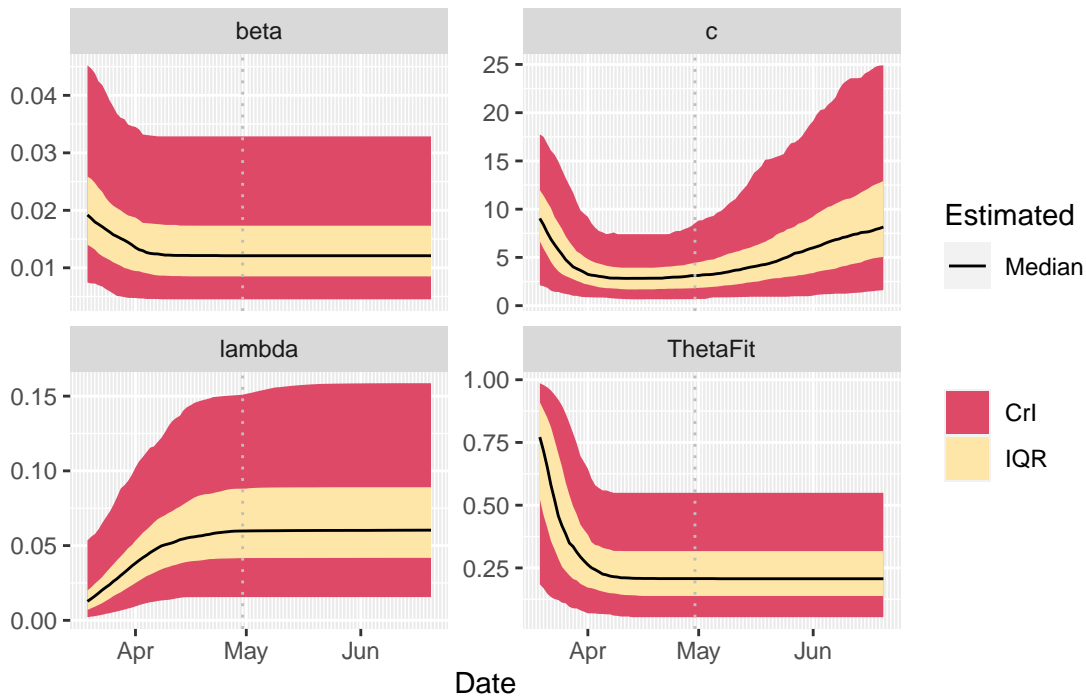 beta
0.04
0.03
0.02
0.01
c
25
20
15
10
5
0
lambda
0.15
0.10
0.05
0.00
Apr May Jun
ThetaFit
1.00
0.75
0.50
0.25
Apr May Jun
Date
Estimated
Median
CrI
IQR